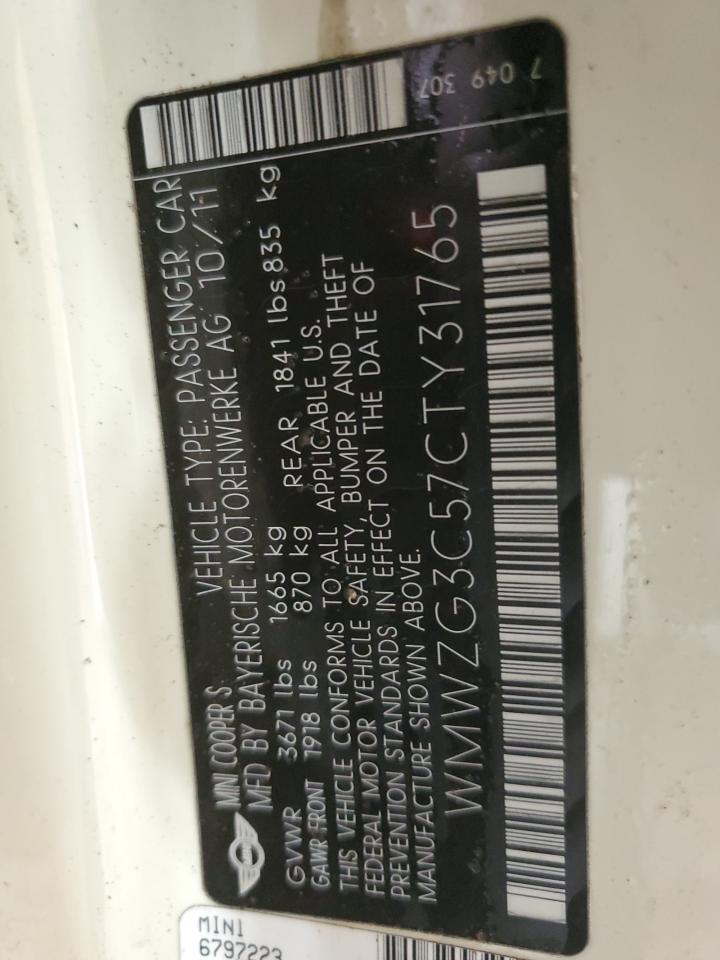 7 049 307
MINI COOPER S VEHICLE TYPE: PASSENGER CAR
MFD BY BAYERISCHE MOTORENWERKE AG 10/11
GVWR 3671 lbs 1665 kg
GAWR FRONT 1918 lbs 870 kg REAR 1841 lbs 835 kg
THIS VEHICLE CONFORMS TO ALL APPLICABLE U.S.
FEDERAL MOTOR VEHICLE SAFETY, BUMPER AND THEFT
PREVENTION STANDARDS IN EFFECT ON THE DATE OF
MANUFACTURE SHOWN ABOVE.
WMWZG3C57CTY31765
MINI
6797223